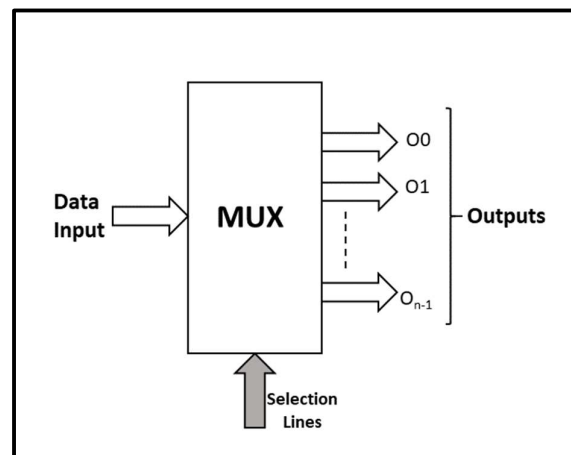 O0
O1
Data
Input
MUX
Outputs
Oₙ₋₁
Selection
Lines